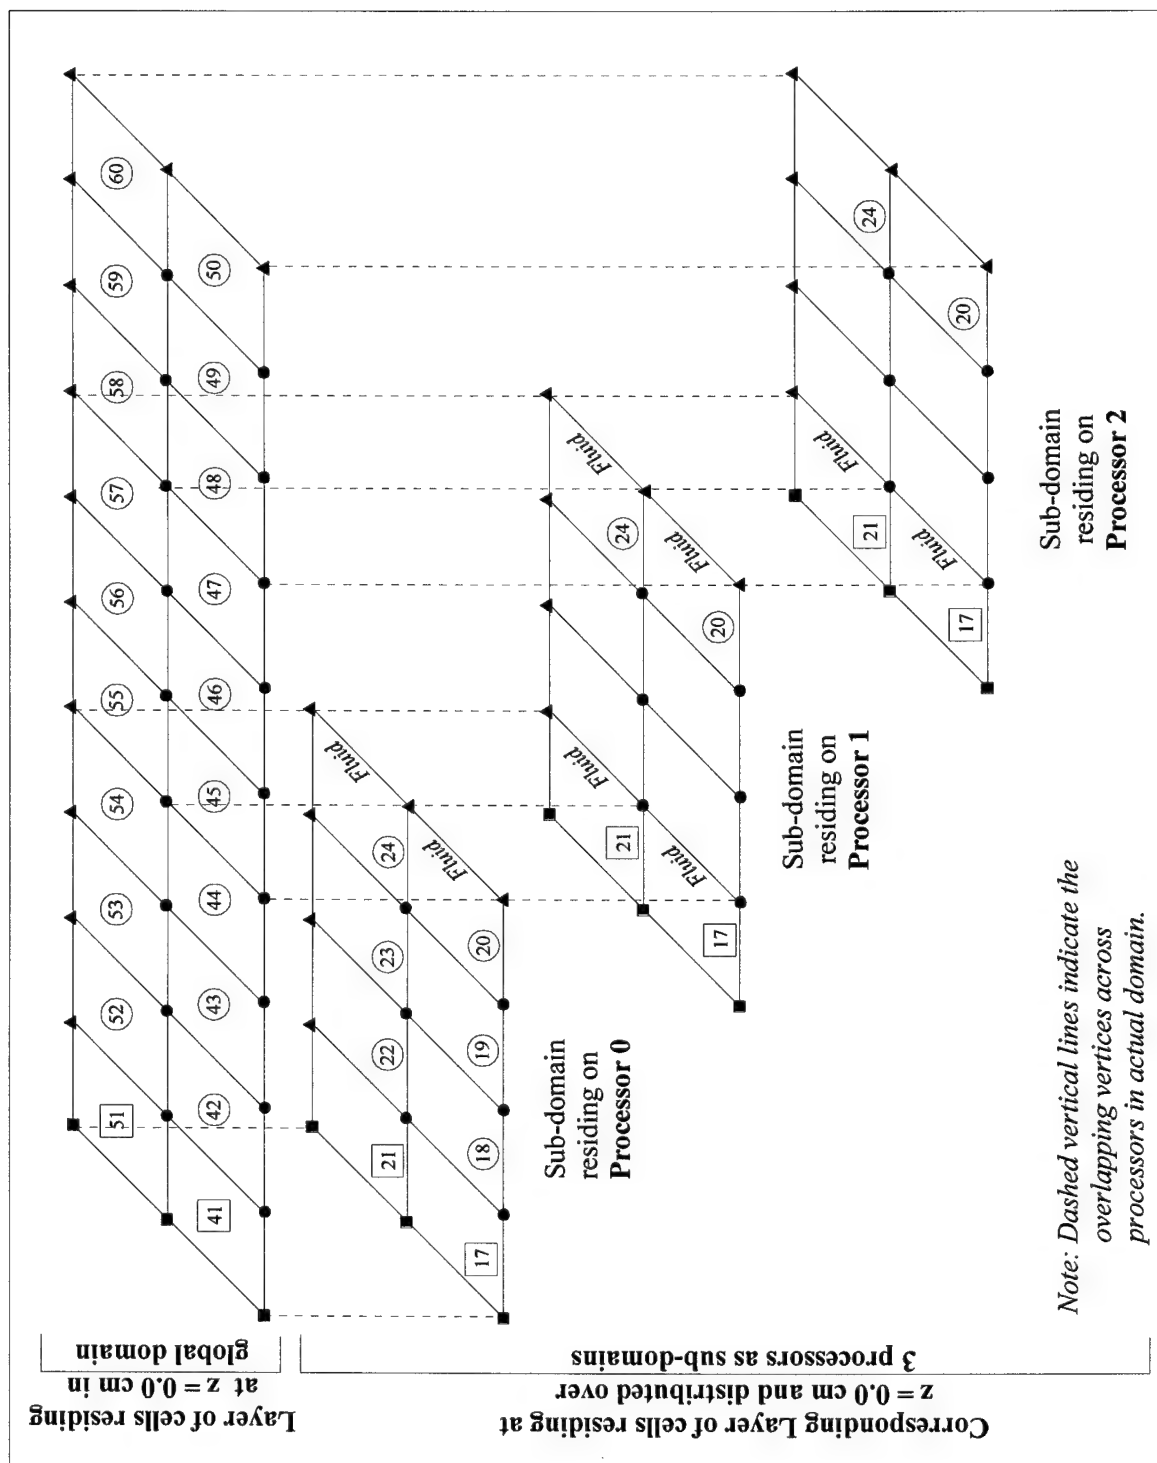 Layer of cells residing
at z = 0.0 cm in
global domain
51 52 53 54 55 56 57 58 59 60
41 42 43 44 45 46 47 48 49 50
Corresponding Layer of cells residing at
z = 0.0 cm and distributed over
3 processors as sub-domains
Fluid
21 22 23 24
Fluid
17 18 19 20
Sub-domain
residing on
Processor 0
Fluid
Fluid
21
24
Fluid
Fluid
17
20
Sub-domain
residing on
Processor 1
Fluid
21
24
Fluid
17
20
Sub-domain
residing on
Processor 2
Note: Dashed vertical lines indicate the
overlapping vertices across
processors in actual domain.